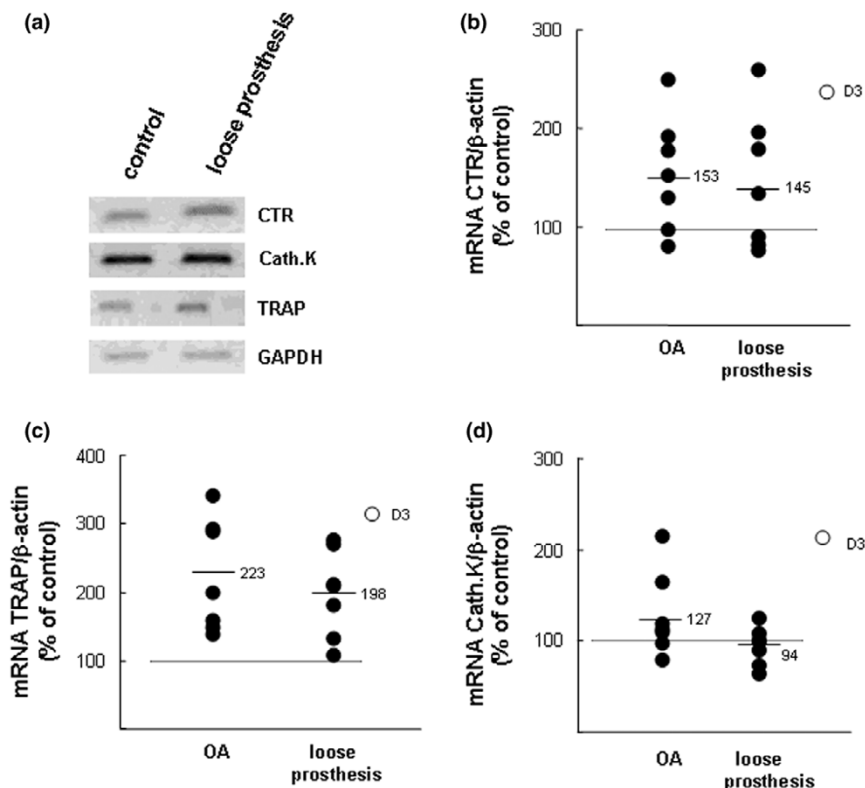 (a)
control
loose prosthesis
CTR
Cath.K
TRAP
GAPDH
(b)
mRNA CTR/β-actin
(% of control)
300
200
100
153
145
D3
OA
loose
prosthesis
(c)
mRNA TRAP/β-actin
(% of control)
400
300
200
100
223
198
D3
OA
loose
prosthesis
(d)
mRNA Cath.K/β-actin
(% of control)
300
200
100
127
94
D3
OA
loose
prosthesis